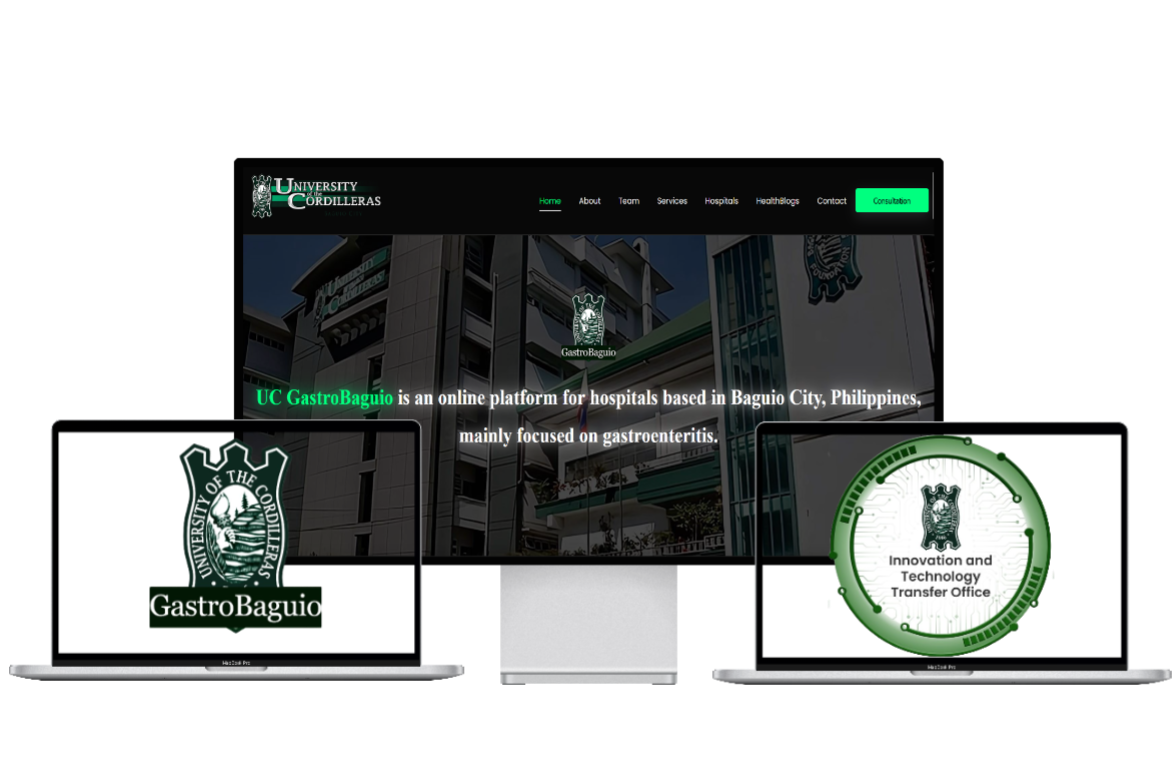 UNIVERSITY
of the
CORDILLERAS
Home
About
Team
Services
Hospitals
HealthBlogs
Contact
Consultation
UNIVERSITY
CORDILLERAS
FOUNDATION
GastroBaguio
UC GastroBaguio is an online platform for hospitals based in Baguio City, Philippines,
mainly focused on gastroenteritis.
UNIVERSITY OF THE CORDILLERAS
GastroBaguio
MacBook Pro
Innovation and
Technology
Transfer Office
MacBook Pro